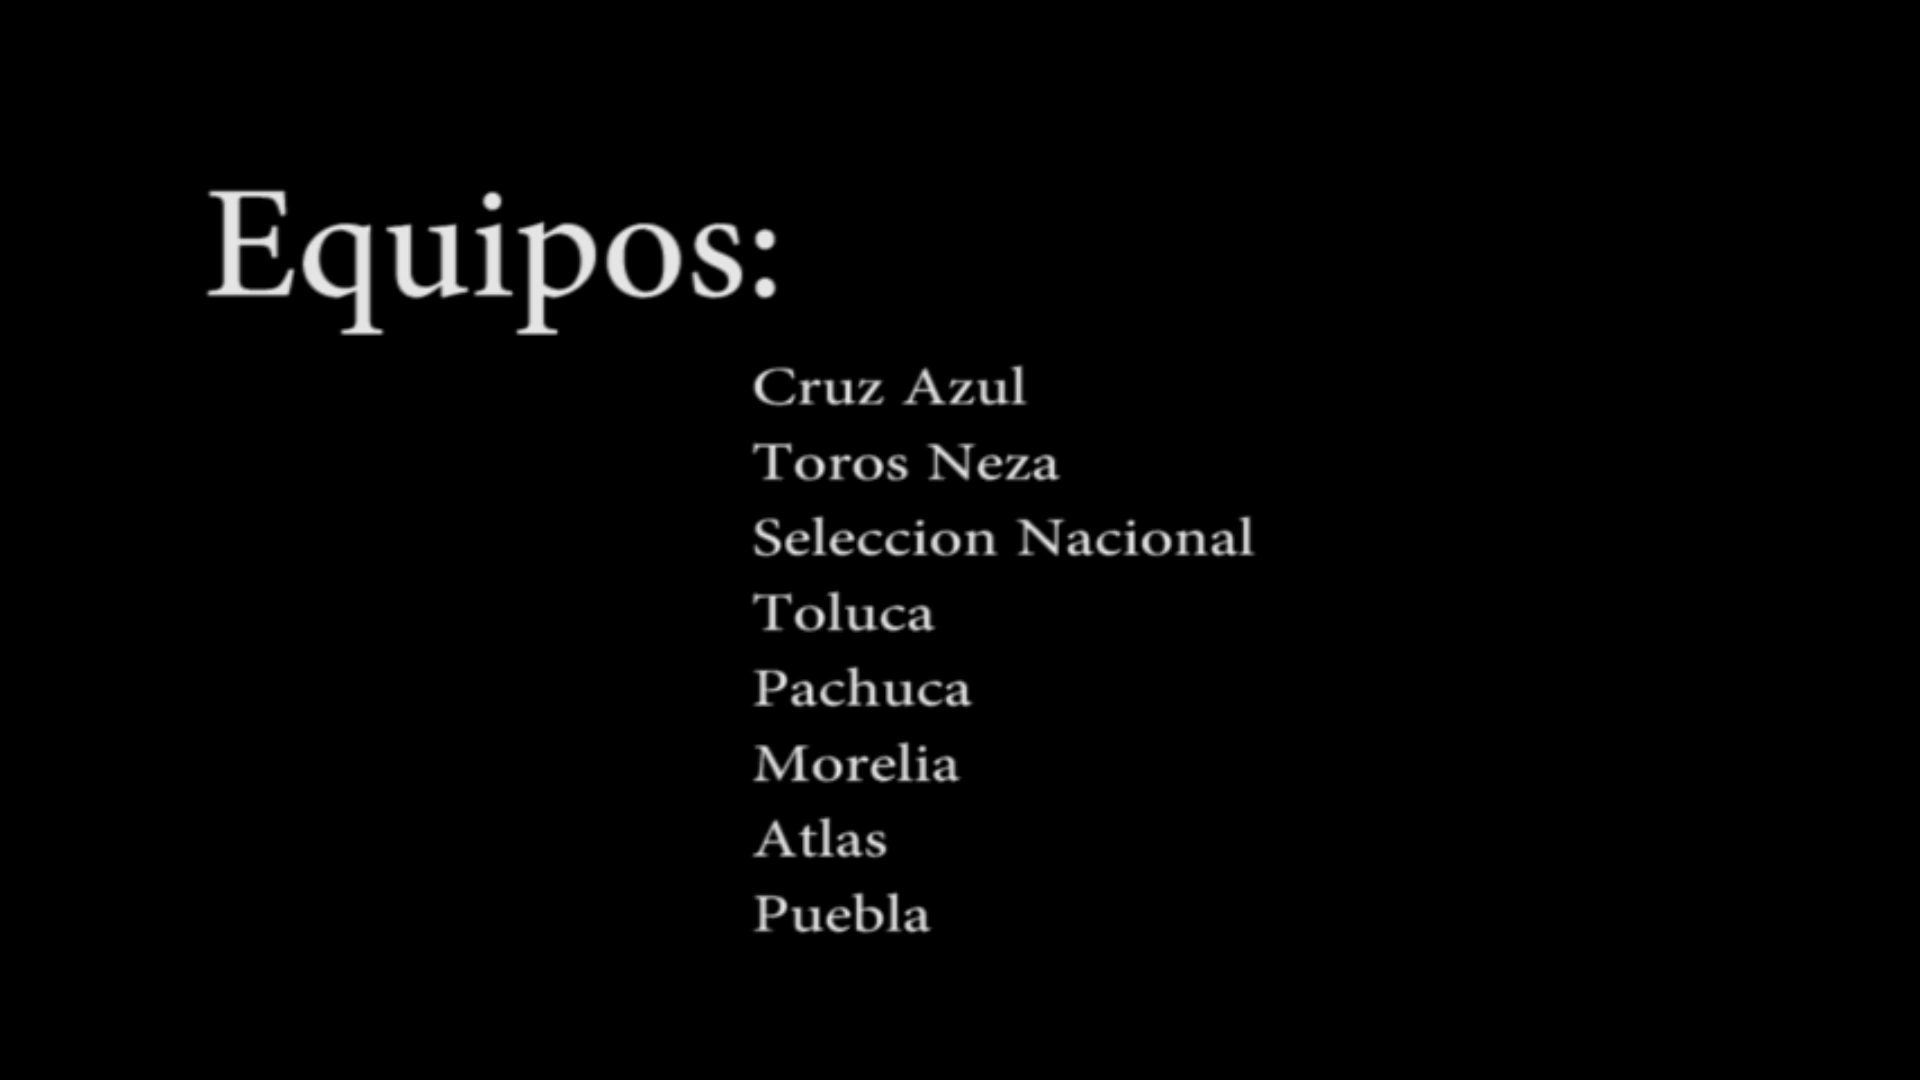 Equipos:
Cruz Azul
Toros Neza
Seleccion Nacional
Toluca
Pachuca
Morelia
Atlas
Puebla